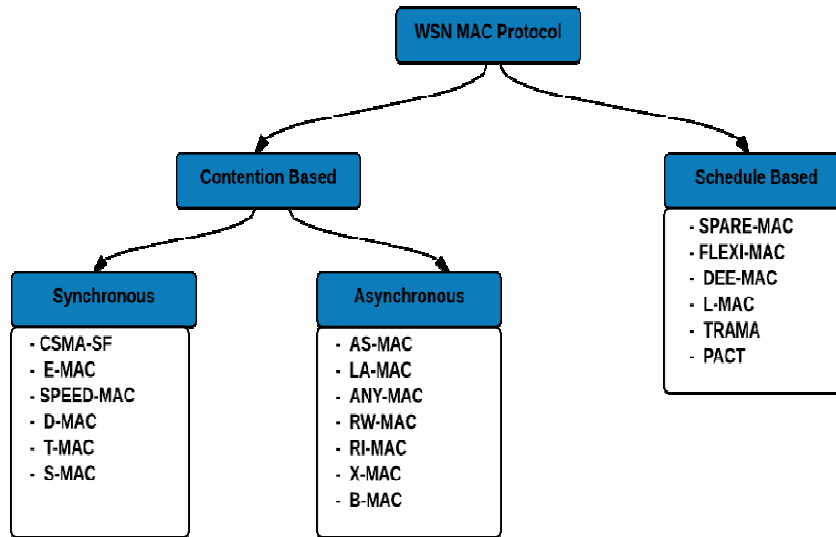 WSN MAC Protocol
Contention Based
Schedule Based
- SPARE-MAC
- FLEXI-MAC
- DEE-MAC
- L-MAC
- TRAMA
- PACT
Synchronous
- CSMA-SF
- E-MAC
- SPEED-MAC
- D-MAC
- T-MAC
- S-MAC
Asynchronous
- AS-MAC
- LA-MAC
- ANY-MAC
- RW-MAC
- RI-MAC
- X-MAC
- B-MAC